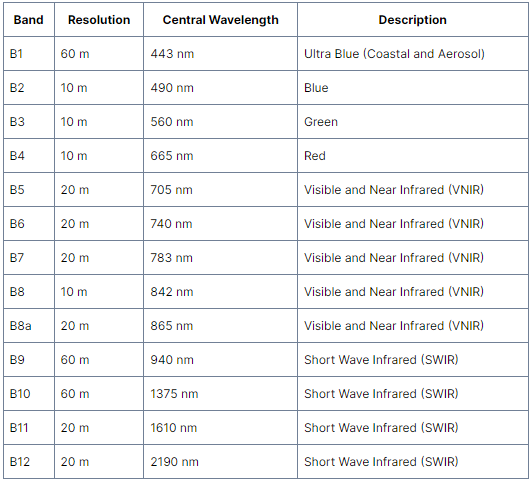 Band Resolution Central Wavelength Description
B1 60 m 443 nm Ultra Blue (Coastal and Aerosol)
B2 10 m 490 nm Blue
B3 10 m 560 nm Green
B4 10 m 665 nm Red
B5 20 m 705 nm Visible and Near Infrared (VNIR)
B6 20 m 740 nm Visible and Near Infrared (VNIR)
B7 20 m 783 nm Visible and Near Infrared (VNIR)
B8 10 m 842 nm Visible and Near Infrared (VNIR)
B8a 20 m 865 nm Visible and Near Infrared (VNIR)
B9 60 m 940 nm Short Wave Infrared (SWIR)
B10 60 m 1375 nm Short Wave Infrared (SWIR)
B11 20 m 1610 nm Short Wave Infrared (SWIR)
B12 20 m 2190 nm Short Wave Infrared (SWIR)